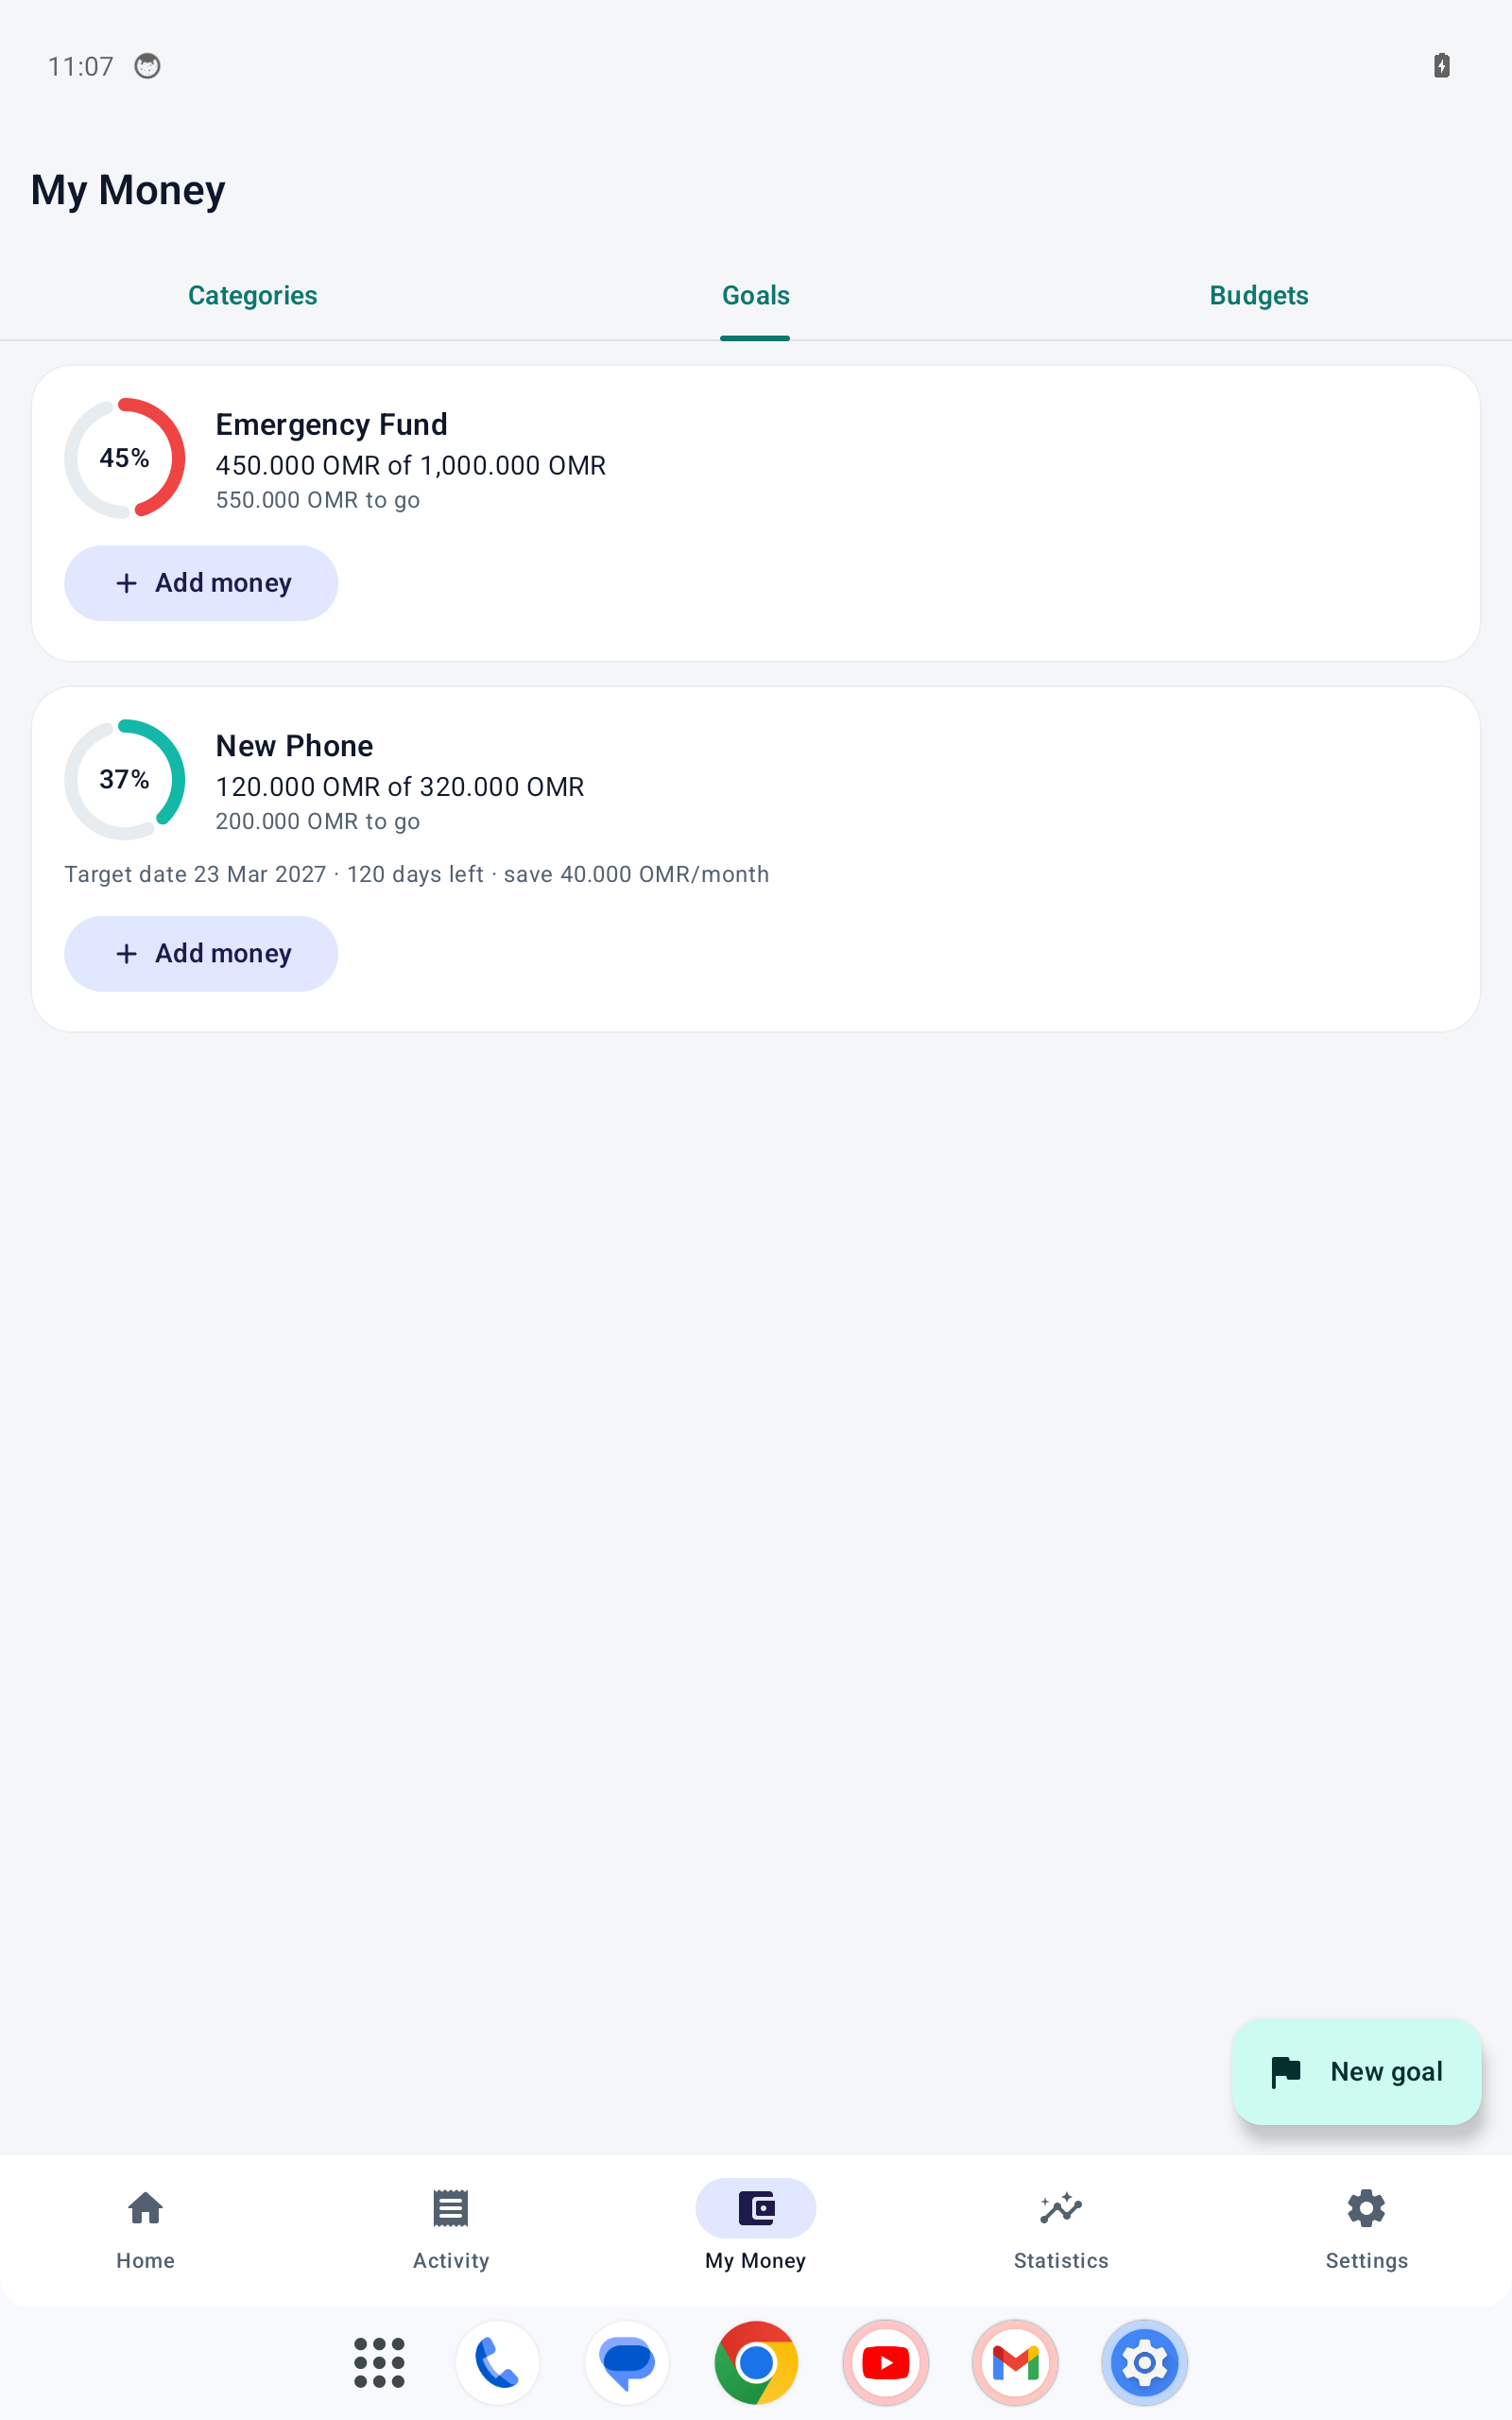 11:07
My Money
Categories
Goals
Budgets
45%
Emergency Fund
450.000 OMR of 1,000.000 OMR
550.000 OMR to go
+ Add money
37%
New Phone
120.000 OMR of 320.000 OMR
200.000 OMR to go
Target date 23 Mar 2027 · 120 days left · save 40.000 OMR/month
+ Add money
New goal
Home
Activity
My Money
Statistics
Settings